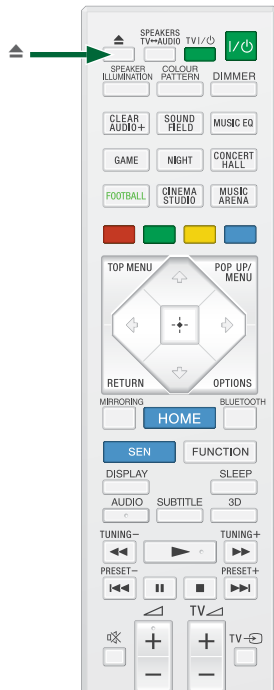 SPEAKERS
TV↔AUDIO TV I/⏻ I/⏻
SPEAKER ILLUMINATION COLOUR PATTERN DIMMER
CLEAR AUDIO+ SOUND FIELD MUSIC EQ
GAME NIGHT CONCERT HALL
FOOTBALL CINEMA STUDIO MUSIC ARENA
TOP MENU POP UP/ MENU
RETURN OPTIONS
MIRRORING BLUETOOTH
HOME
SEN FUNCTION
DISPLAY SLEEP
AUDIO SUBTITLE 3D
TUNING− TUNING+
PRESET− PRESET+
TV
+ + TV
− −